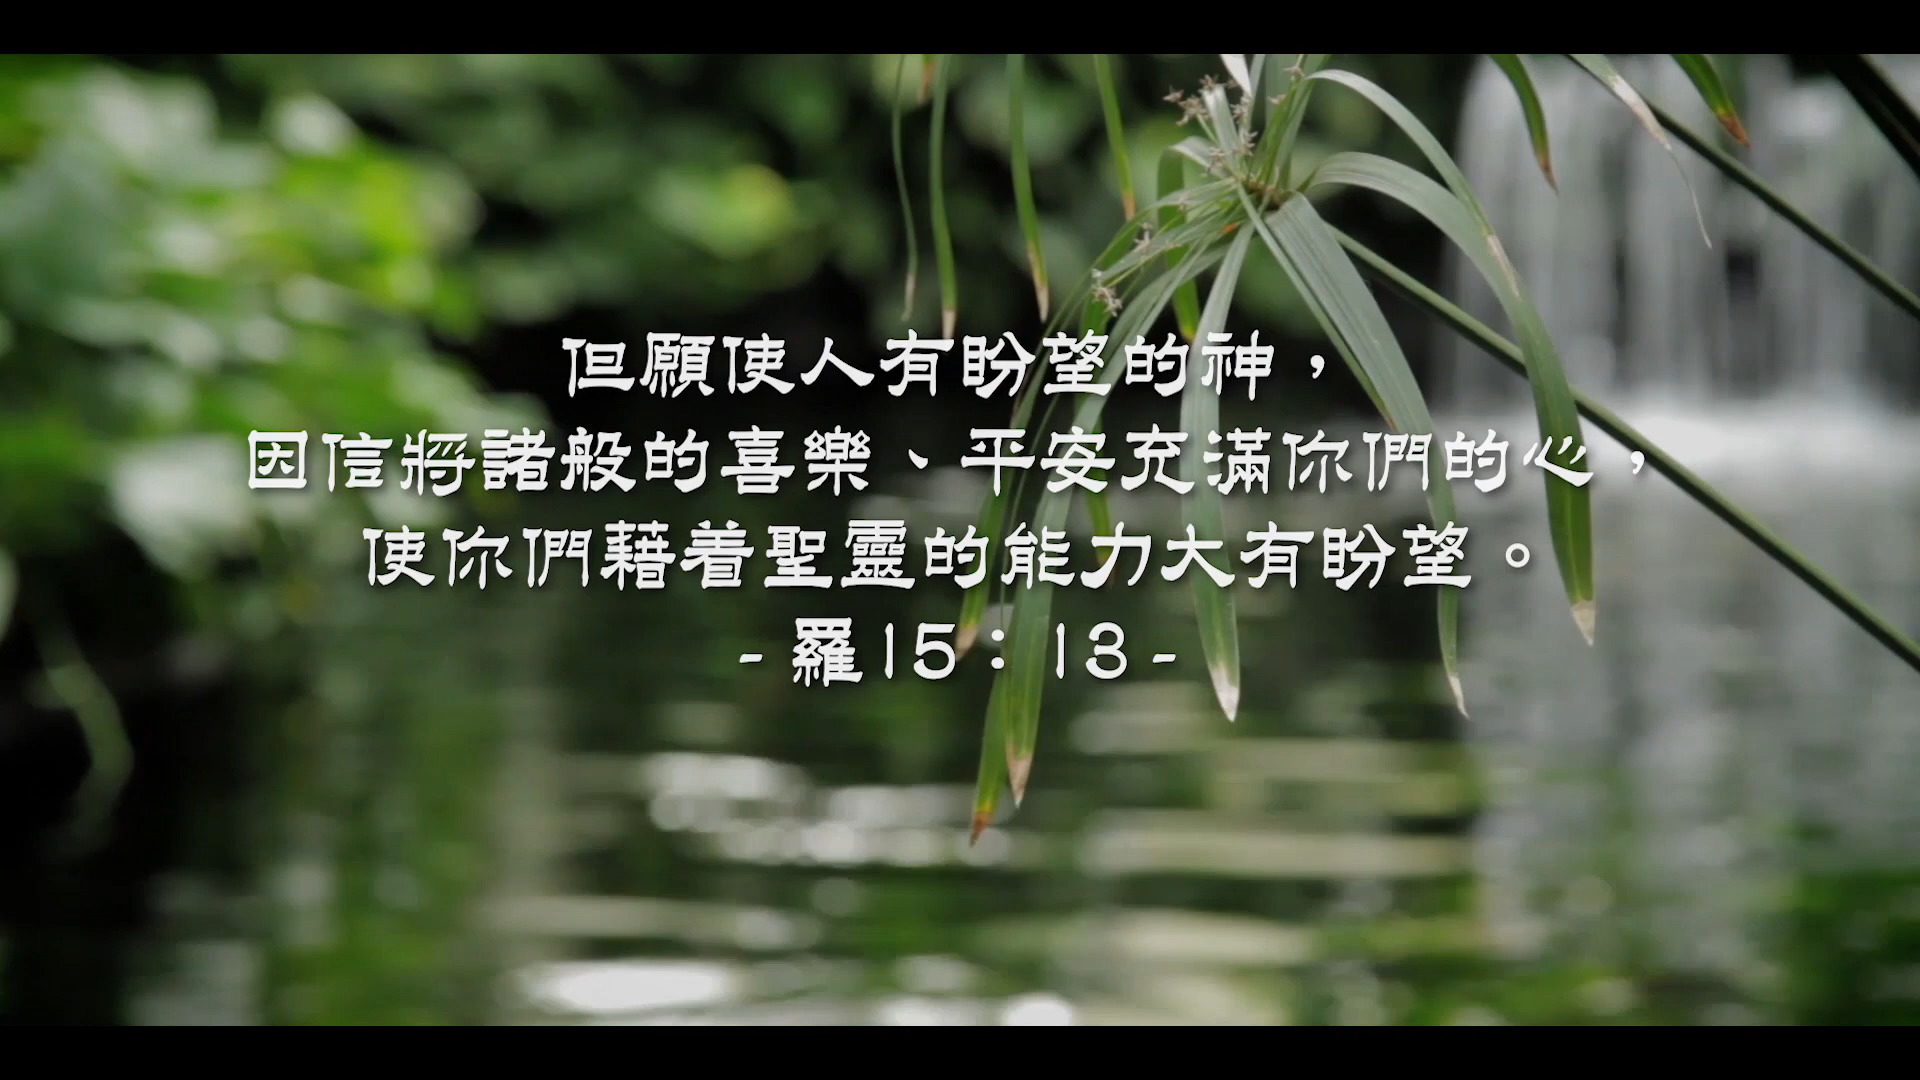 但願使人有盼望的神，
因信將諸般的喜樂、平安充滿你們的心，
使你們藉着聖靈的能力大有盼望。
- 羅15：13 -